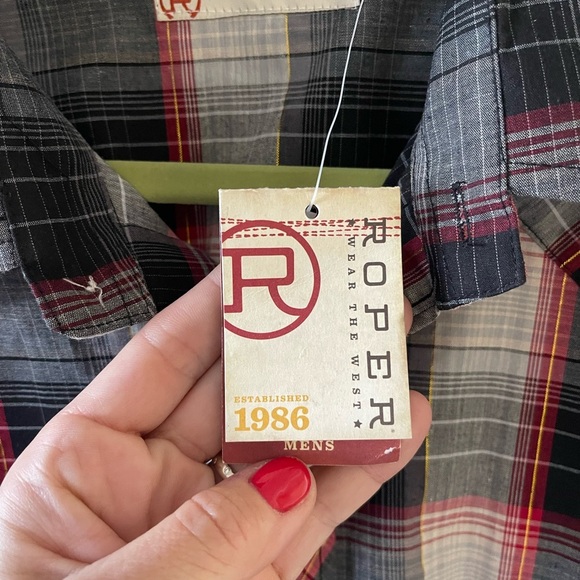 R
R
ROPER
★ WEAR THE WEST ★
ESTABLISHED
1986
MENS